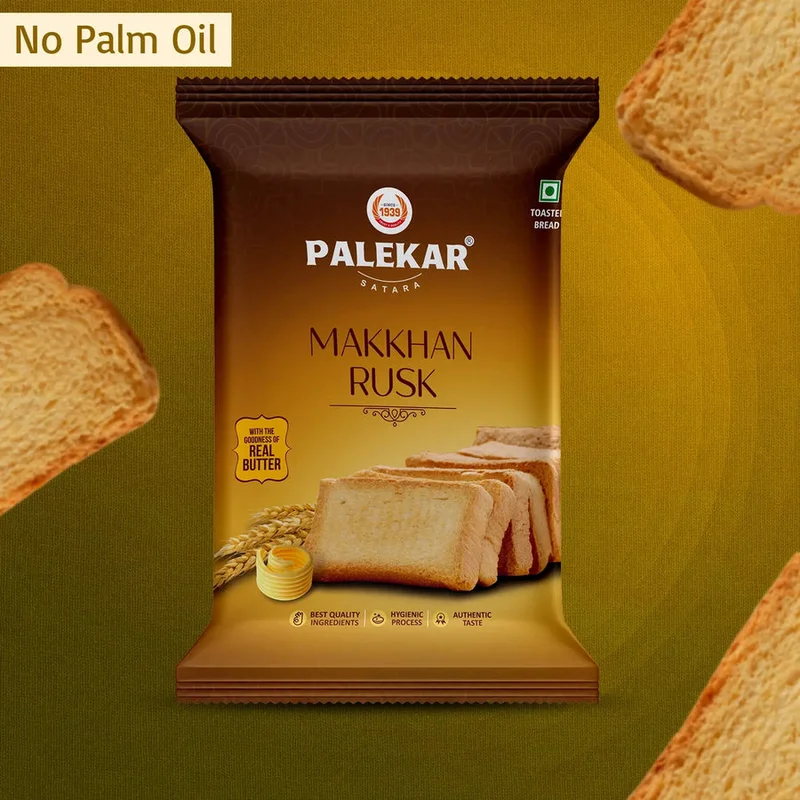 No Palm Oil
SINCE
1939
PALEKAR®
SATARA
TOASTED
BREAD
MAKKHAN
RUSK
WITH THE
GOODNESS OF
REAL
BUTTER
BEST QUALITY
INGREDIENTS
HYGIENIC
PROCESS
AUTHENTIC
TASTE